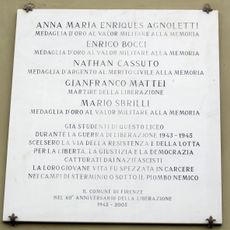 ANNA MARIA ENRIQUES AGNOLETTI
MEDAGLIA D'ORO AL VALOR MILITARE ALLA MEMORIA
ENRICO BOCCI
MEDAGLIA D'ORO AL VALOR MILITARE ALLA MEMORIA
NATHAN CASSUTO
MEDAGLIA D'ARGENTO AL MERITO CIVILE ALLA MEMORIA
GIANFRANCO MATTEI
MARTIRE DELLA LIBERAZIONE
MARIO SBRILLI
MEDAGLIA D'ORO AL VALOR MILITARE ALLA MEMORIA
GIÀ STUDENTI DI QUESTO LICEO
DURANTE LA GUERRA DI LIBERAZIONE, 1943-1945
SCELSERO LA VIA DELLA RESISTENZA E DELLA LOTTA
PER LA LIBERTÀ, LA GIUSTIZIA E LA DEMOCRAZIA
CATTURATI DAI NAZIFASCISTI
LA LORO GIOVANE VITA FU SPEZZATA IN CARCERE
NEI CAMPI DI STERMINIO O SOTTO IL PIOMBO NEMICO
IL COMUNE DI FIRENZE
NEL 60° ANNIVERSARIO DELLA LIBERAZIONE
1945-2005